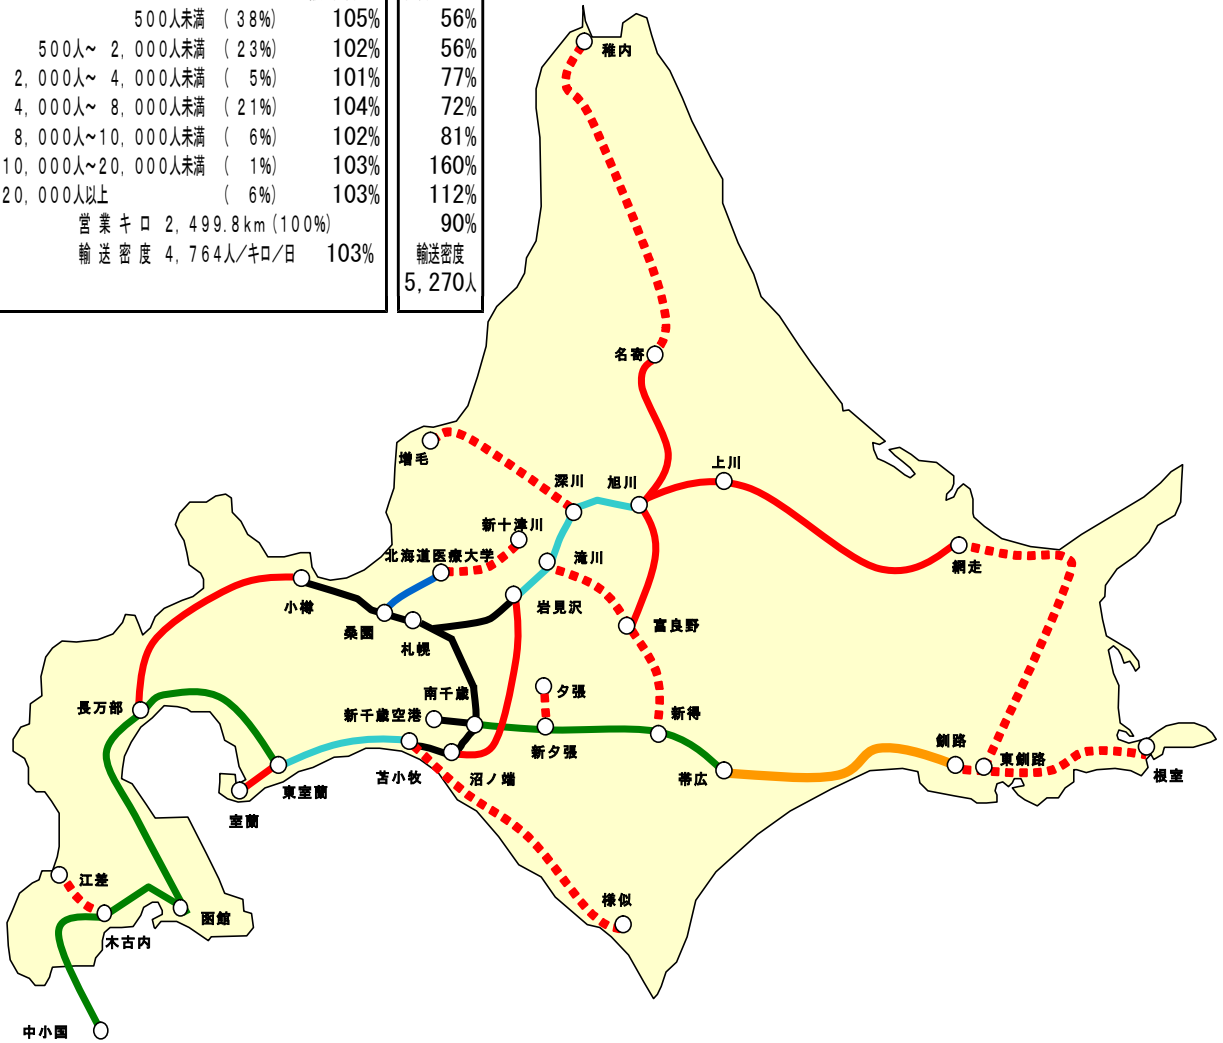 500人未満 (38%) 105% 56%
500人~ 2,000人未満 (23%) 102% 56%
2,000人~ 4,000人未満 ( 5%) 101% 77%
4,000人~ 8,000人未満 (21%) 104% 72%
8,000人~10,000人未満 ( 6%) 102% 81%
10,000人~20,000人未満 ( 1%) 103% 160%
20,000人以上 ( 6%) 103% 112%
営業キロ 2,499.8km(100%) 90%
輸送密度 4,764人/キロ/日 103% 輸送密度
5,270人
稚内
名寄
増毛
深川
旭川
上川
新十津川
北海道医療大学
滝川
網走
小樽
桑園
札幌
岩見沢
富良野
長万部
南千歳
新千歳空港
夕張
新夕張
新得
釧路
東釧路
根室
東室蘭
室蘭
苫小牧
沼ノ端
帯広
江差
函館
木古内
様似
中小国